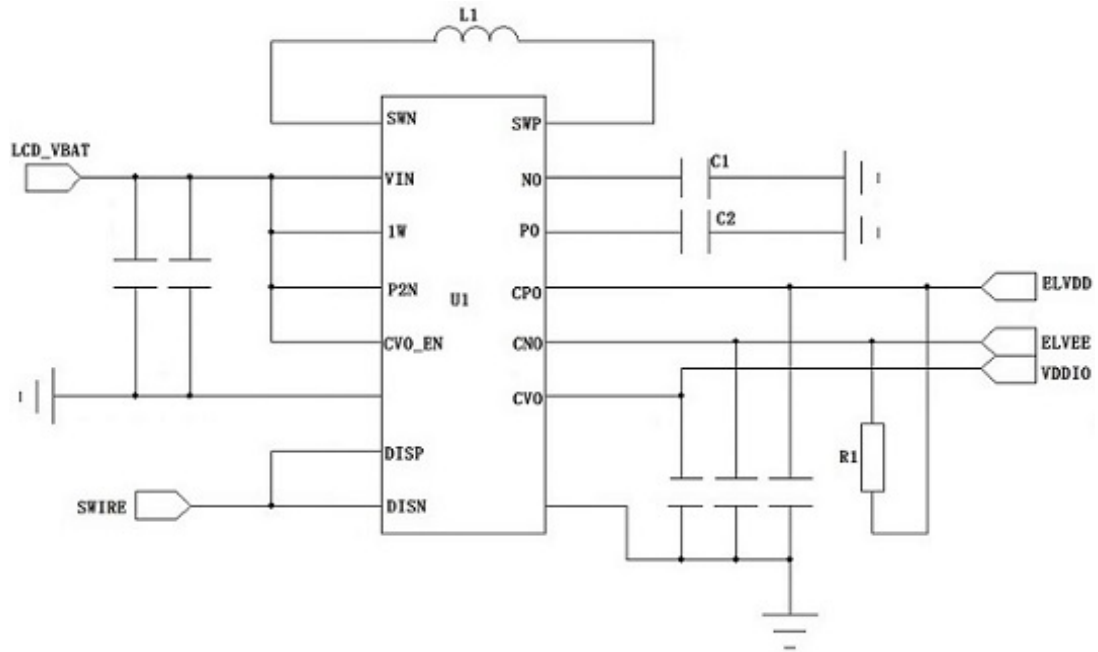 L1
SWN
SWP
LCD_VBAT
VIN
NO
C1
1W
PO
C2
P2N
U1
CPO
ELVDD
CVO_EN
CNO
ELVEE
CVO
VDDIO
DISP
R1
SWIRE
DISN